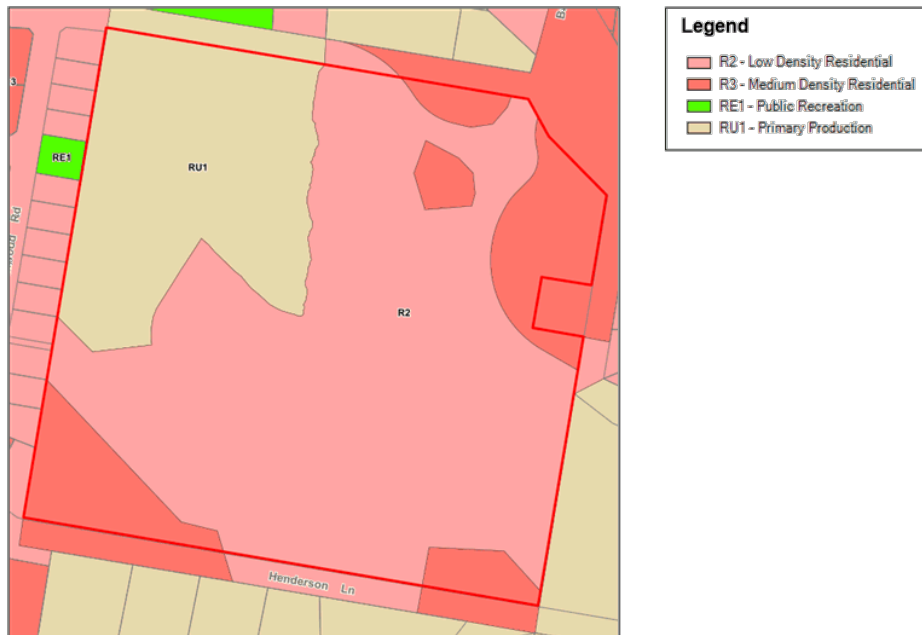 Legend
R2 - Low Density Residential
R3 - Medium Density Residential
RE1 - Public Recreation
RU1 - Primary Production
3
RE1
RU1
Rd
R2
Henderson Ln